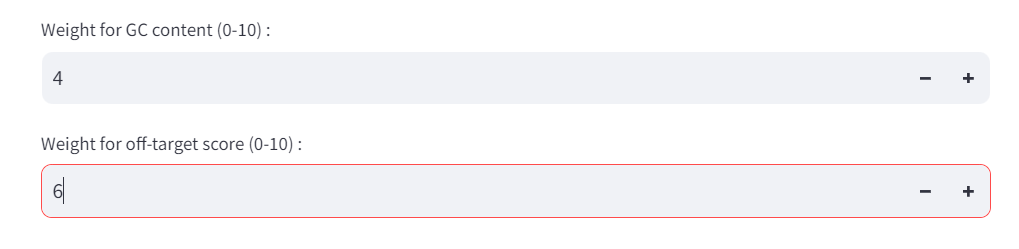 Weight for GC content (0-10) :
4
Weight for off-target score (0-10) :
6